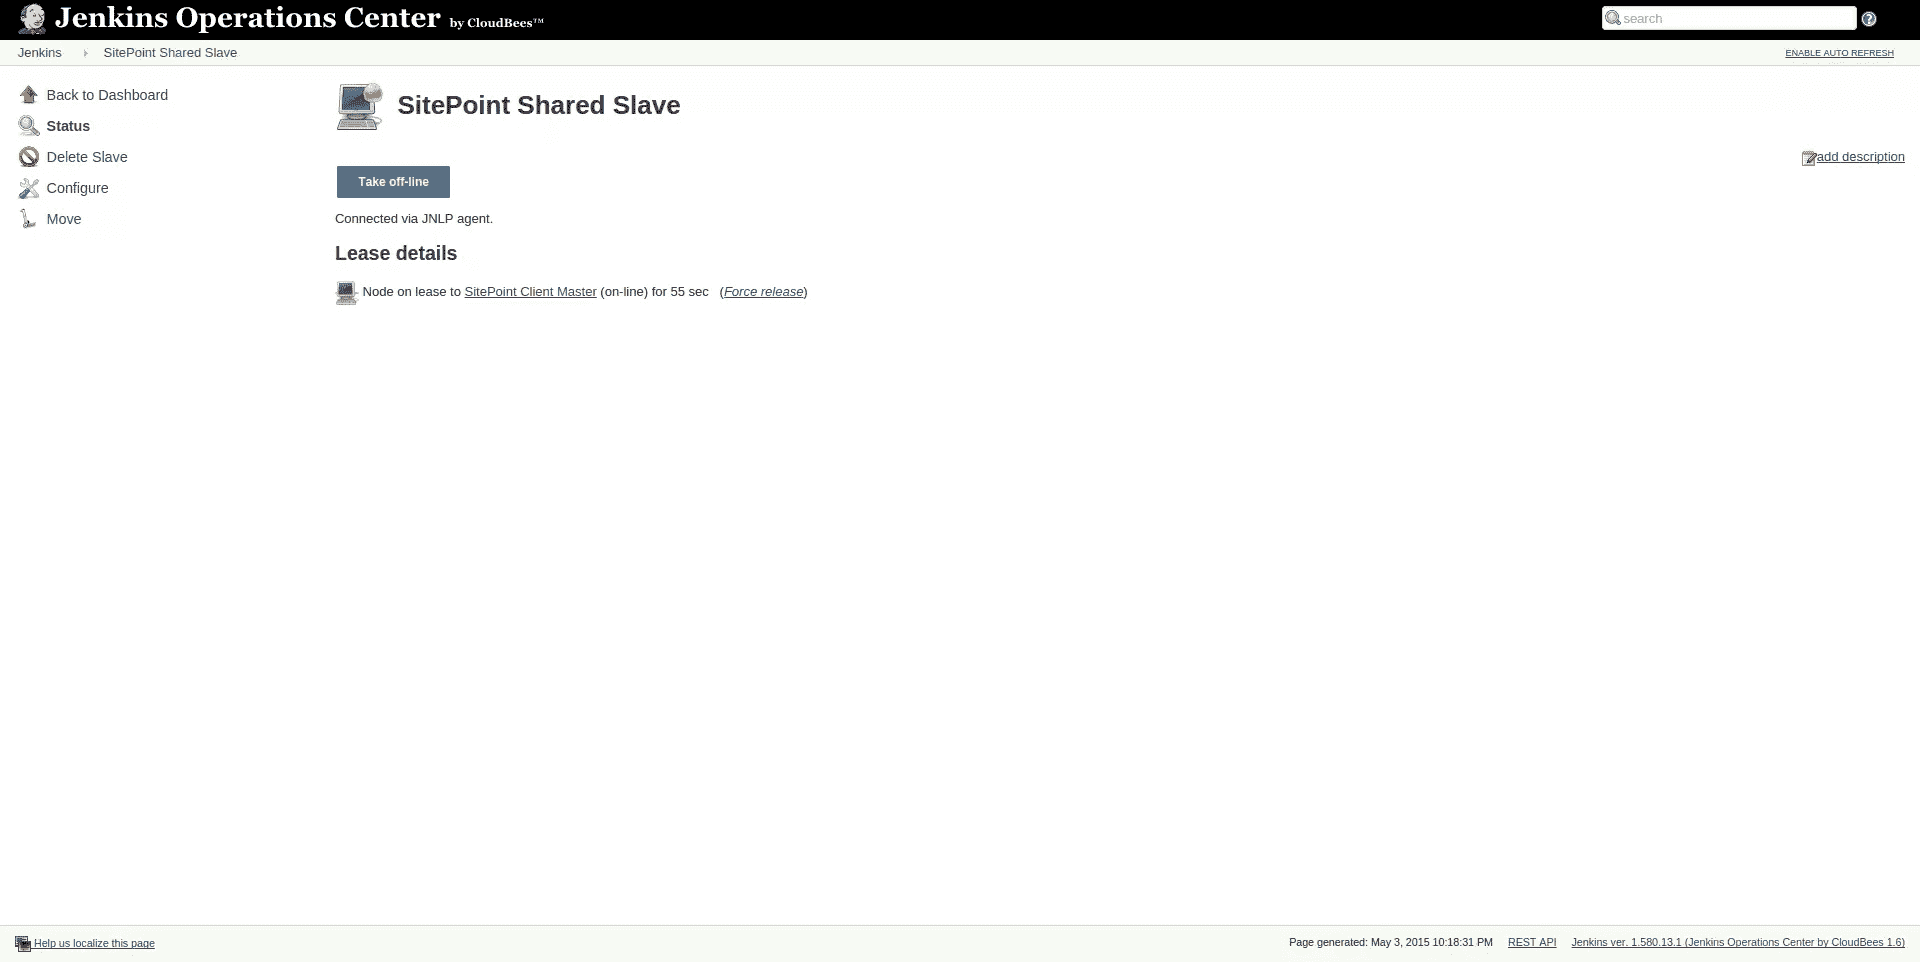 Jenkins Operations Center by CloudBees™
search
Jenkins SitePoint Shared Slave
ENABLE AUTO REFRESH
Back to Dashboard
Status
Delete Slave
Configure
Move
SitePoint Shared Slave
add description
Take off-line
Connected via JNLP agent.
Lease details
Node on lease to SitePoint Client Master (on-line) for 55 sec (Force release)
Help us localize this page
Page generated: May 3, 2015 10:18:31 PM REST API Jenkins ver. 1.580.13.1 (Jenkins Operations Center by CloudBees 1.6)